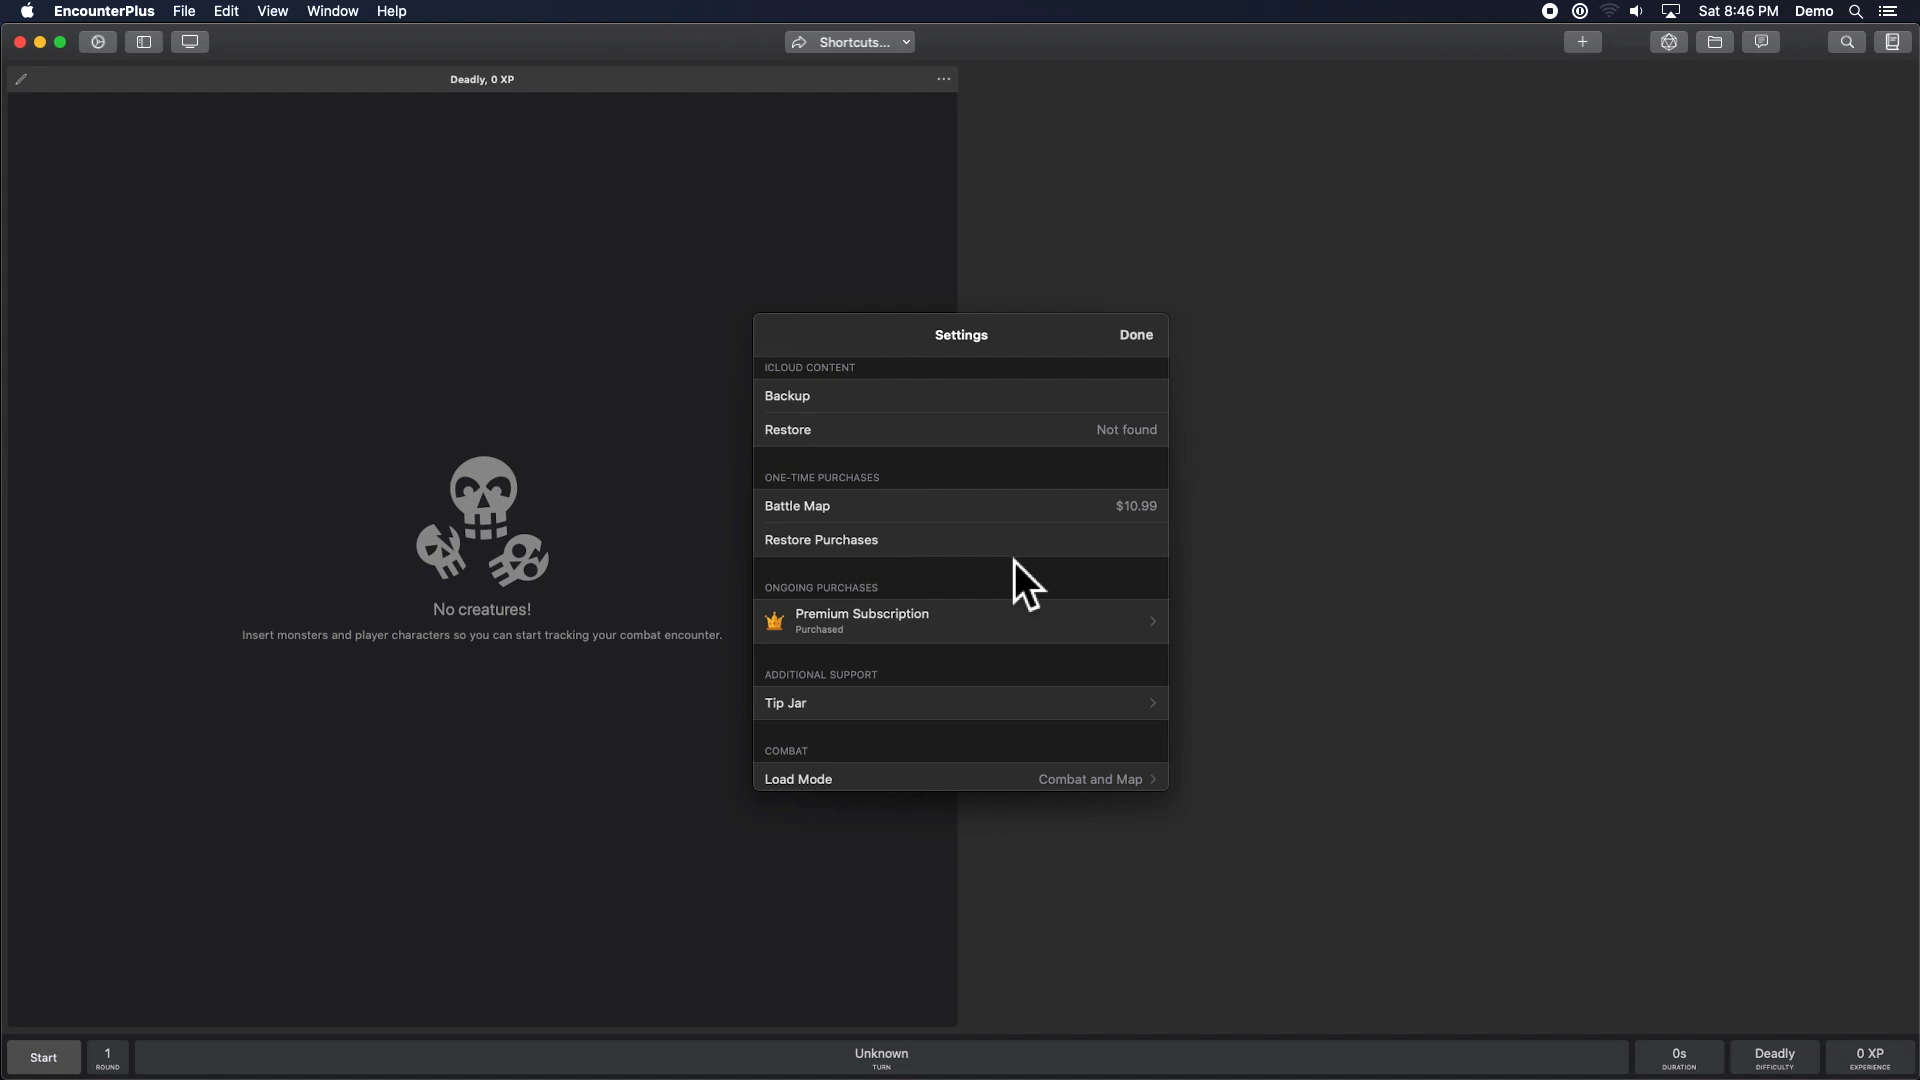 EncounterPlus File Edit View Window Help
Sat 8:46 PM Demo
Shortcuts...
Deadly, 0 XP
No creatures!
Insert monsters and player characters so you can start tracking your combat encounter.
Settings
Done
ICLOUD CONTENT
Backup
Restore Not found
ONE-TIME PURCHASES
Battle Map $10.99
Restore Purchases
ONGOING PURCHASES
Premium Subscription
Purchased
ADDITIONAL SUPPORT
Tip Jar
COMBAT
Load Mode Combat and Map
Start
1
ROUND
Unknown
TURN
0s
DURATION
Deadly
DIFFICULTY
0 XP
EXPERIENCE